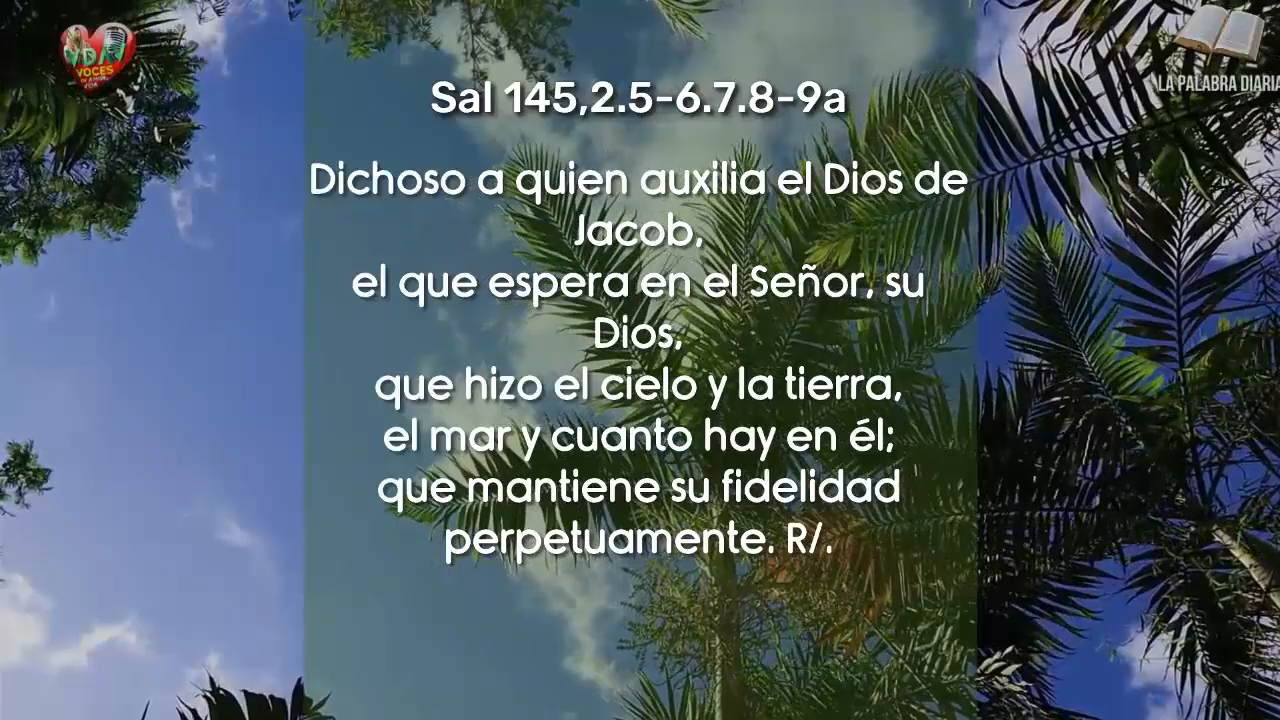 VOCES
Sal 145,2.5-6.7.8-9a
LA PALABRA DIARIA
Dichoso a quien auxilia el Dios de
Jacob,
el que espera en el Señor, su
Dios,
que hizo el cielo y la tierra,
el mar y cuanto hay en él;
que mantiene su fidelidad
perpetuamente. R/.